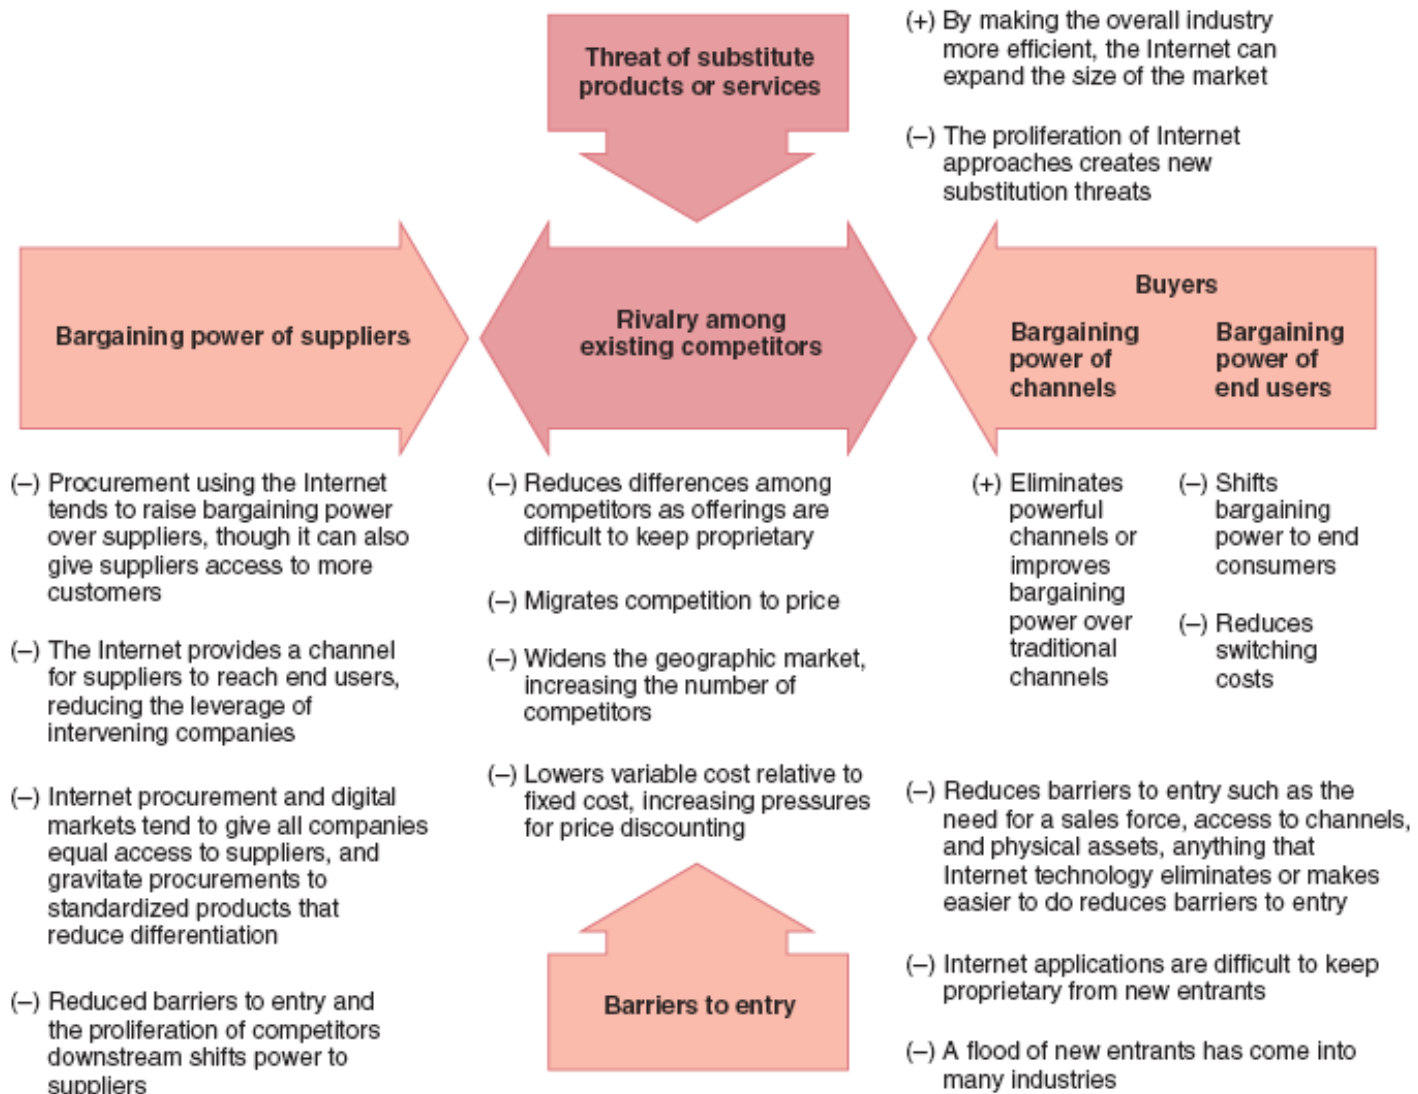 Threat of substitute
products or services
(+) By making the overall industry
more efficient, the Internet can
expand the size of the market
(–) The proliferation of Internet
approaches creates new
substitution threats
Bargaining power of suppliers
Rivalry among
existing competitors
Buyers
Bargaining
power of
channels
Bargaining
power of
end users
(–) Procurement using the Internet
tends to raise bargaining power
over suppliers, though it can also
give suppliers access to more
customers
(–) The Internet provides a channel
for suppliers to reach end users,
reducing the leverage of
intervening companies
(–) Internet procurement and digital
markets tend to give all companies
equal access to suppliers, and
gravitate procurements to
standardized products that
reduce differentiation
(–) Reduced barriers to entry and
the proliferation of competitors
downstream shifts power to
suppliers
(–) Reduces differences among
competitors as offerings are
difficult to keep proprietary
(–) Migrates competition to price
(–) Widens the geographic market,
increasing the number of
competitors
(–) Lowers variable cost relative to
fixed cost, increasing pressures
for price discounting
(+) Eliminates
powerful
channels or
improves
bargaining
power over
traditional
channels
(–) Shifts
bargaining
power to end
consumers
(–) Reduces
switching
costs
Barriers to entry
(–) Reduces barriers to entry such as the
need for a sales force, access to channels,
and physical assets, anything that
Internet technology eliminates or makes
easier to do reduces barriers to entry
(–) Internet applications are difficult to keep
proprietary from new entrants
(–) A flood of new entrants has come into
many industries